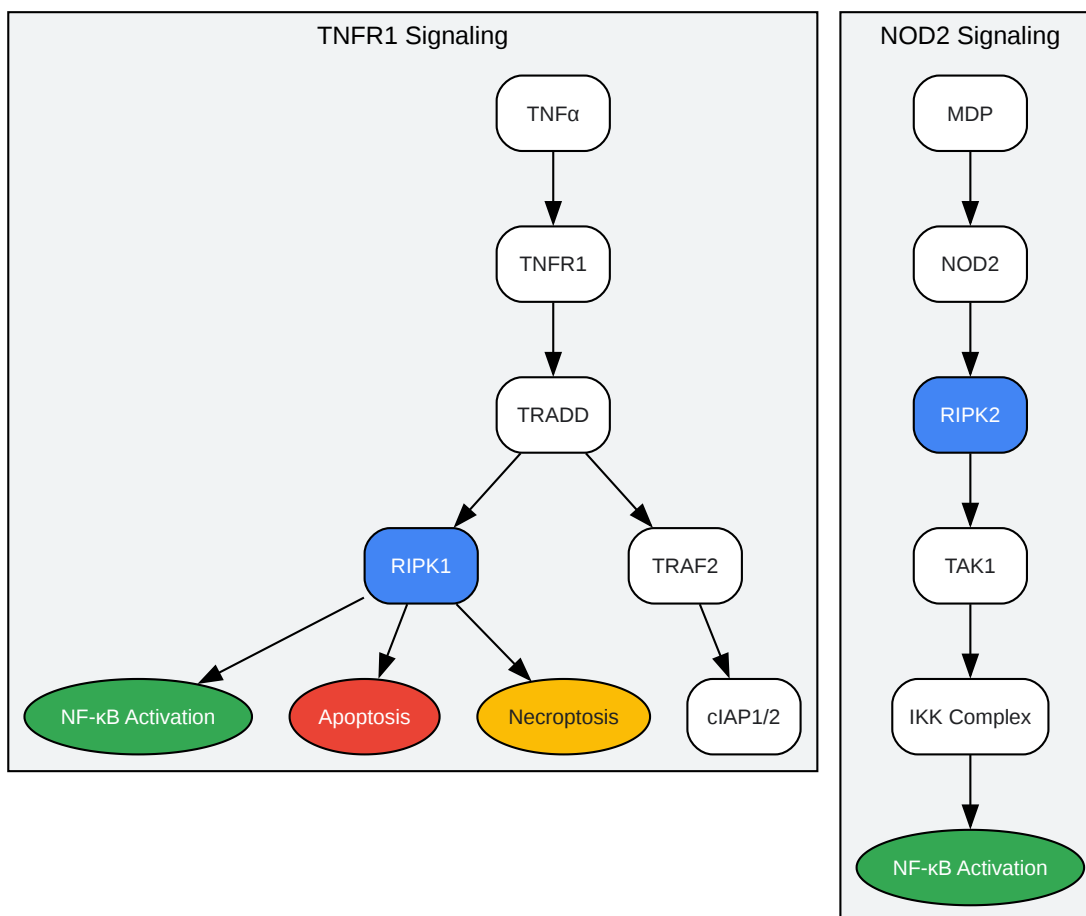 TNFR1 Signaling
TNFα
TNFR1
TRADD
RIPK1
TRAF2
NF-κB Activation
Apoptosis
Necroptosis
cIAP1/2
NOD2 Signaling
MDP
NOD2
RIPK2
TAK1
IKK Complex
NF-κB Activation